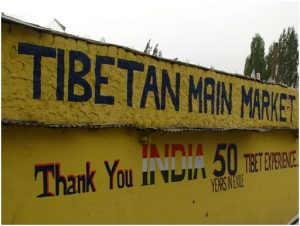 TIBETAN MAIN MARKET
Thank You INDIA 50 TIBET EXPERIENCE...
YEARS IN EXILE